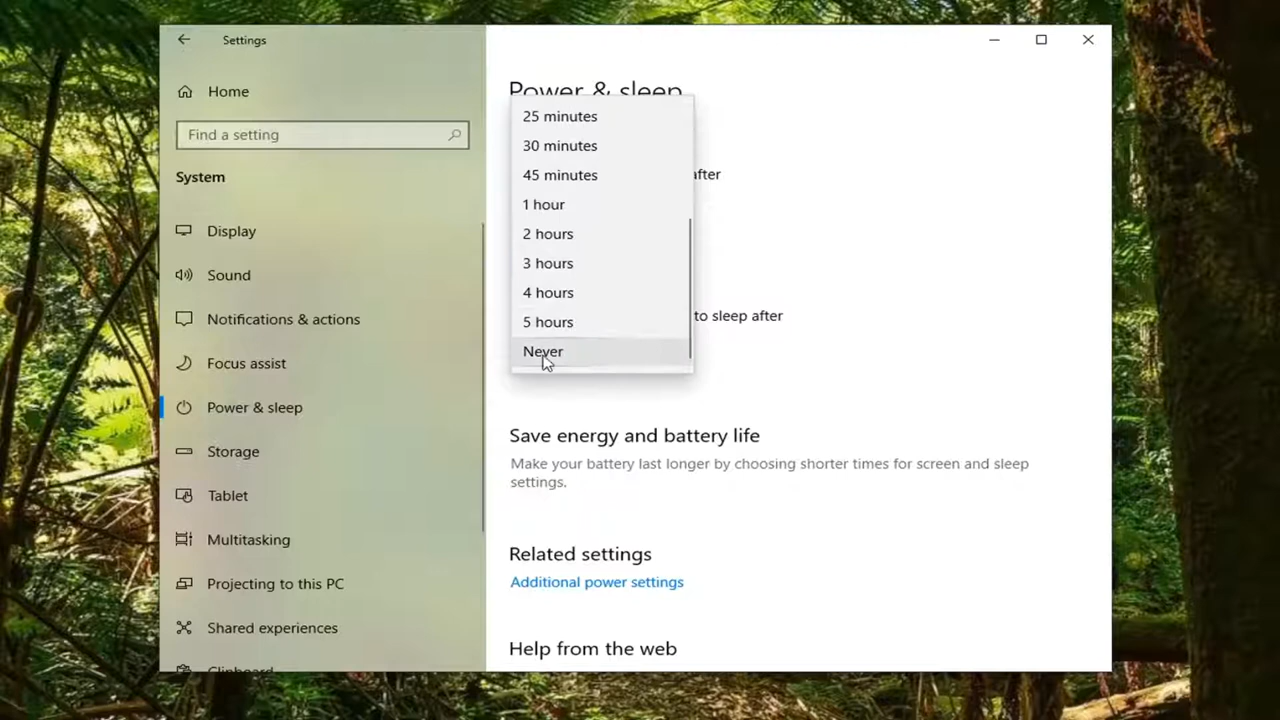 Settings
Home
Find a setting
System
Display
Sound
Notifications & actions
Focus assist
Power & sleep
Storage
Tablet
Multitasking
Projecting to this PC
Shared experiences
Clipboard
Power & sleep
25 minutes
30 minutes
45 minutes
1 hour
2 hours
3 hours
4 hours
5 hours
Never
after
to sleep after
Save energy and battery life
Make your battery last longer by choosing shorter times for screen and sleep
settings.
Related settings
Additional power settings
Help from the web